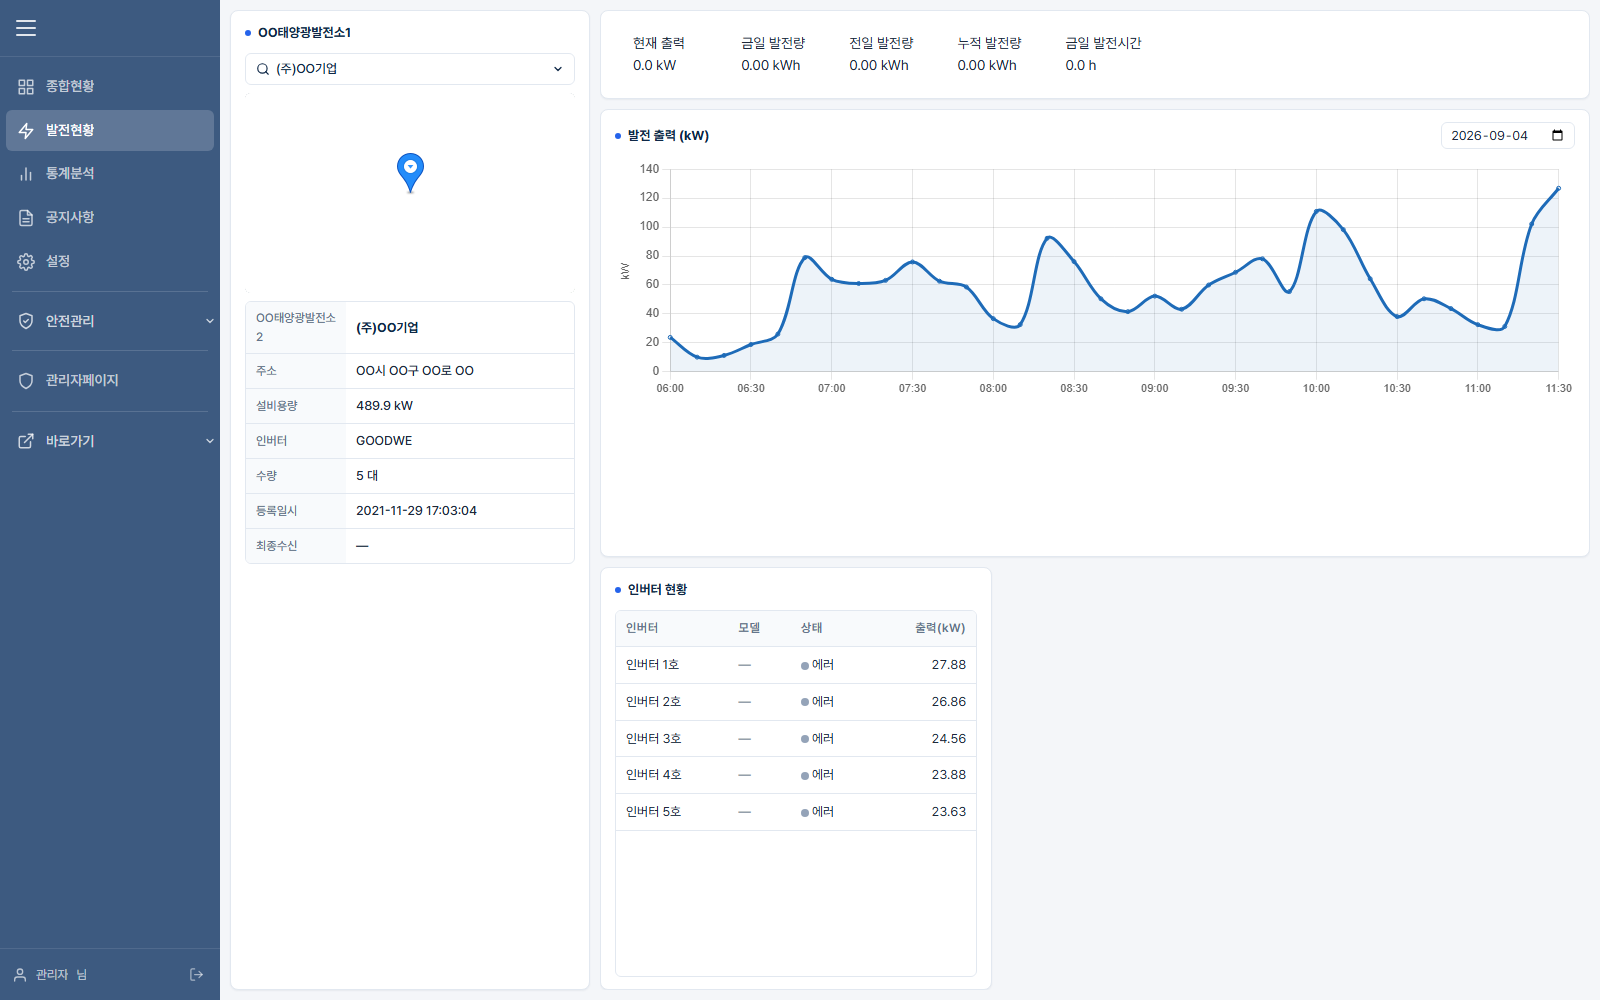 종합현황
발전현황
통계분석
공지사항
설정
안전관리
관리자페이지
바로가기
관리자 님
OO태양광발전소1
(주)OO기업
OO태양광발전소2 (주)OO기업
주소 OO시 OO구 OO로 OO
설비용량 489.9 kW
인버터 GOODWE
수량 5 대
등록일시 2021-11-29 17:03:04
최종수신 —
현재 출력 금일 발전량 전일 발전량 누적 발전량 금일 발전시간
0.0 kW 0.00 kWh 0.00 kWh 0.00 kWh 0.0 h
발전 출력 (kW) 2026-09-04
kW
140
120
100
80
60
40
20
0
06:00 06:30 07:00 07:30 08:00 08:30 09:00 09:30 10:00 10:30 11:00 11:30
인버터 현황
인버터 모델 상태 출력(kW)
인버터 1호 — 에러 27.88
인버터 2호 — 에러 26.86
인버터 3호 — 에러 24.56
인버터 4호 — 에러 23.88
인버터 5호 — 에러 23.63